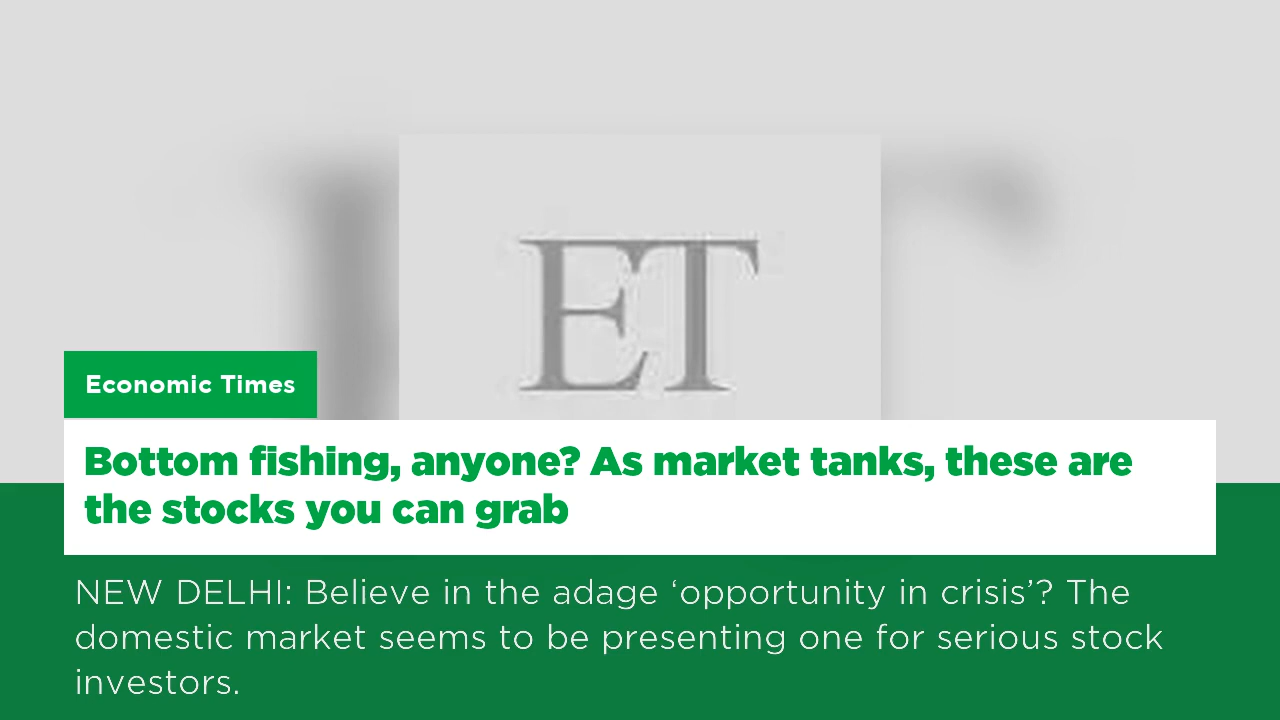 ET
Economic Times
Bottom fishing, anyone? As market tanks, these are
the stocks you can grab
NEW DELHI: Believe in the adage ‘opportunity in crisis’? The
domestic market seems to be presenting one for serious stock
investors.